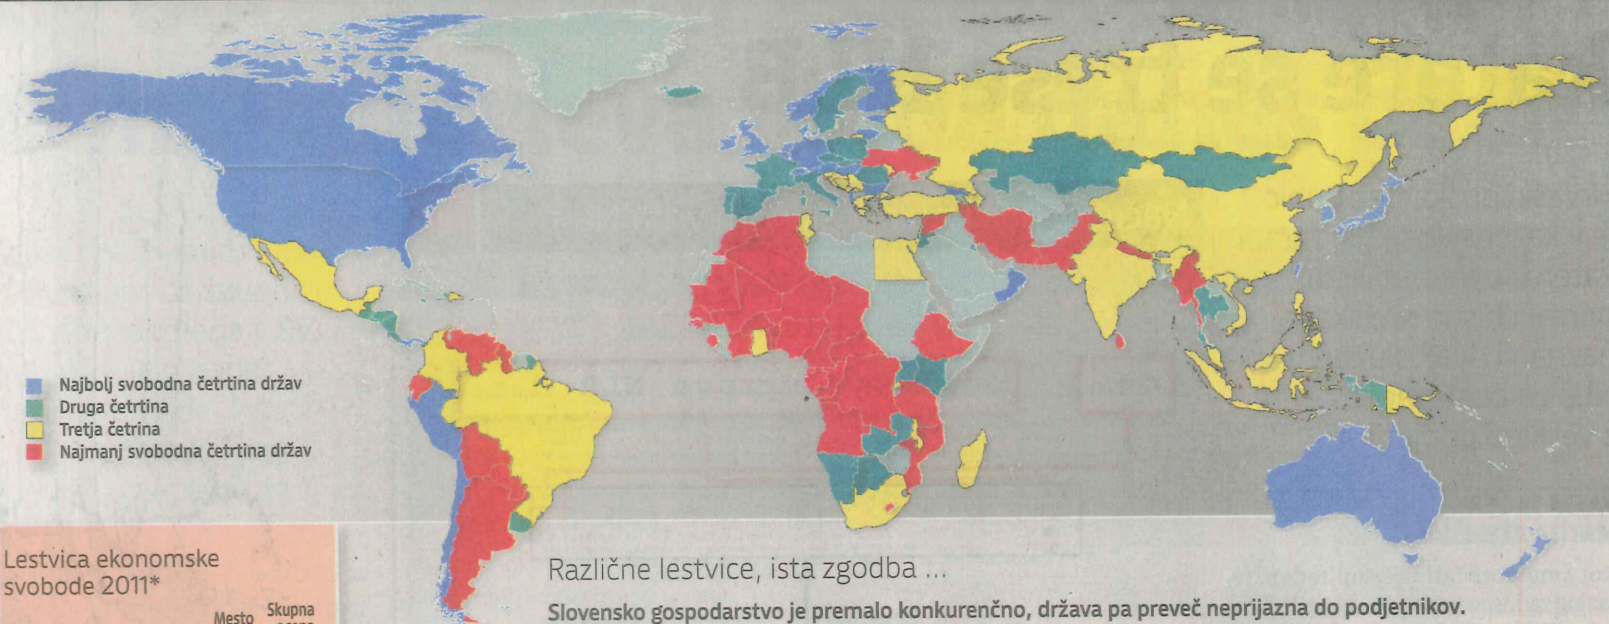 Najbolj svobodna četrtina držav
Druga četrtina
Tretja četrina
Najmanj svobodna četrtina držav
Lestvica ekonomske
svobode 2011*
Mesto
Skupna
Različne lestvice, ista zgodba ...
Slovensko gospodarstvo je premalo konkurenčno, država pa preveč neprijazna do podjetnikov.